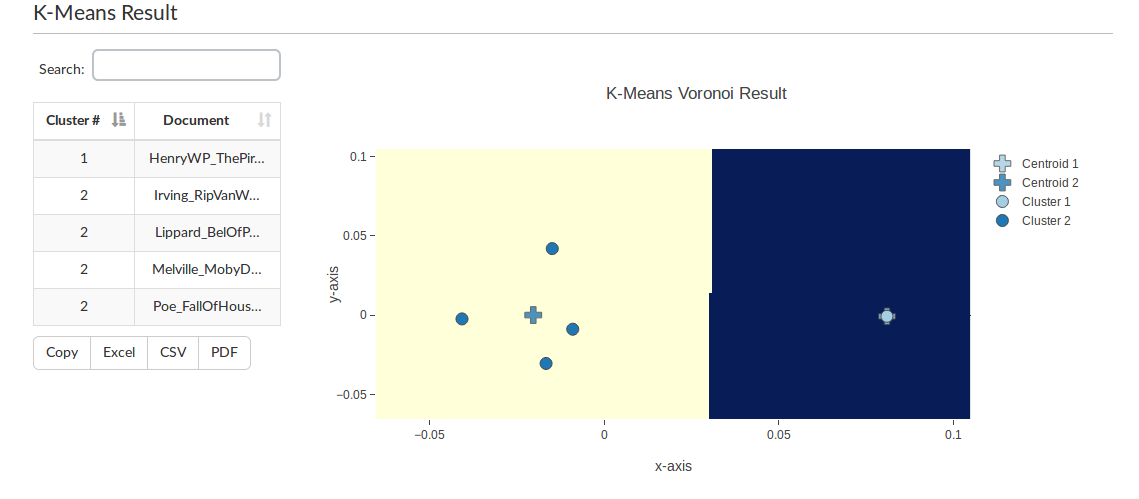 K-Means Result
Search:
Cluster # Document
1 HenryWP_ThePir...
2 Irving_RipVanW...
2 Lippard_BelOfP...
2 Melville_MobyD...
2 Poe_FallOfHous...
Copy Excel CSV PDF
K-Means Voronoi Result
0.1
0.05
0
−0.05
y-axis
−0.05 0 0.05 0.1
x-axis
Centroid 1
Centroid 2
Cluster 1
Cluster 2